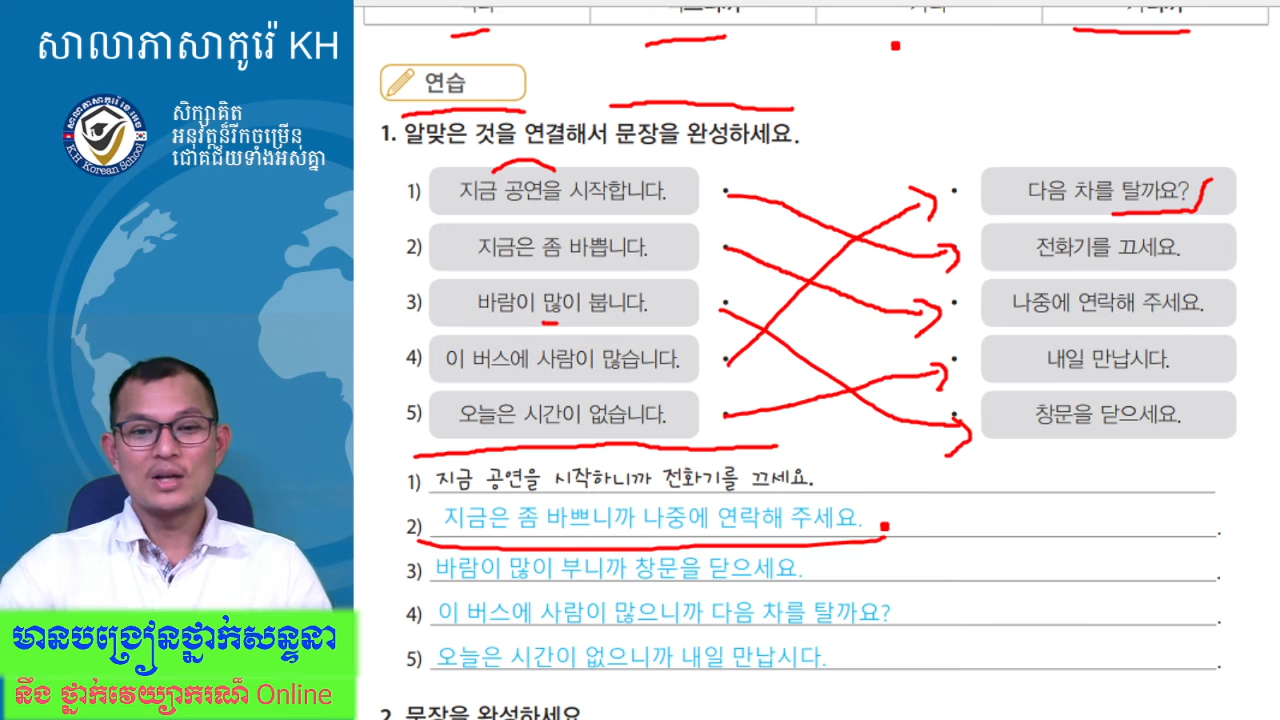 សាលាភាសាកូរ៉េ KH
សិក្សាគិត
អនុវត្តន៏រីកចម្រើន
ជោគជ័យទាំងអស់គ្នា
K.H Korean School
មានបង្រៀនថ្នាក់សន្ទនា
នឹង ថ្នាក់វេយ្យាករណ៏ Online
연습
1. 알맞은 것을 연결해서 문장을 완성하세요.
1) 지금 공연을 시작합니다. • • 다음 차를 탈까요?
2) 지금은 좀 바쁩니다. • • 전화기를 끄세요.
3) 바람이 많이 붑니다. • • 나중에 연락해 주세요.
4) 이 버스에 사람이 많습니다. • • 내일 만납시다.
5) 오늘은 시간이 없습니다. • • 창문을 닫으세요.
1) 지금 공연을 시작하니까 전화기를 끄세요.
2) 지금은 좀 바쁘니까 나중에 연락해 주세요.
3) 바람이 많이 부니까 창문을 닫으세요.
4) 이 버스에 사람이 많으니까 다음 차를 탈까요?
5) 오늘은 시간이 없으니까 내일 만납시다.
2. 문장을 완성하세요